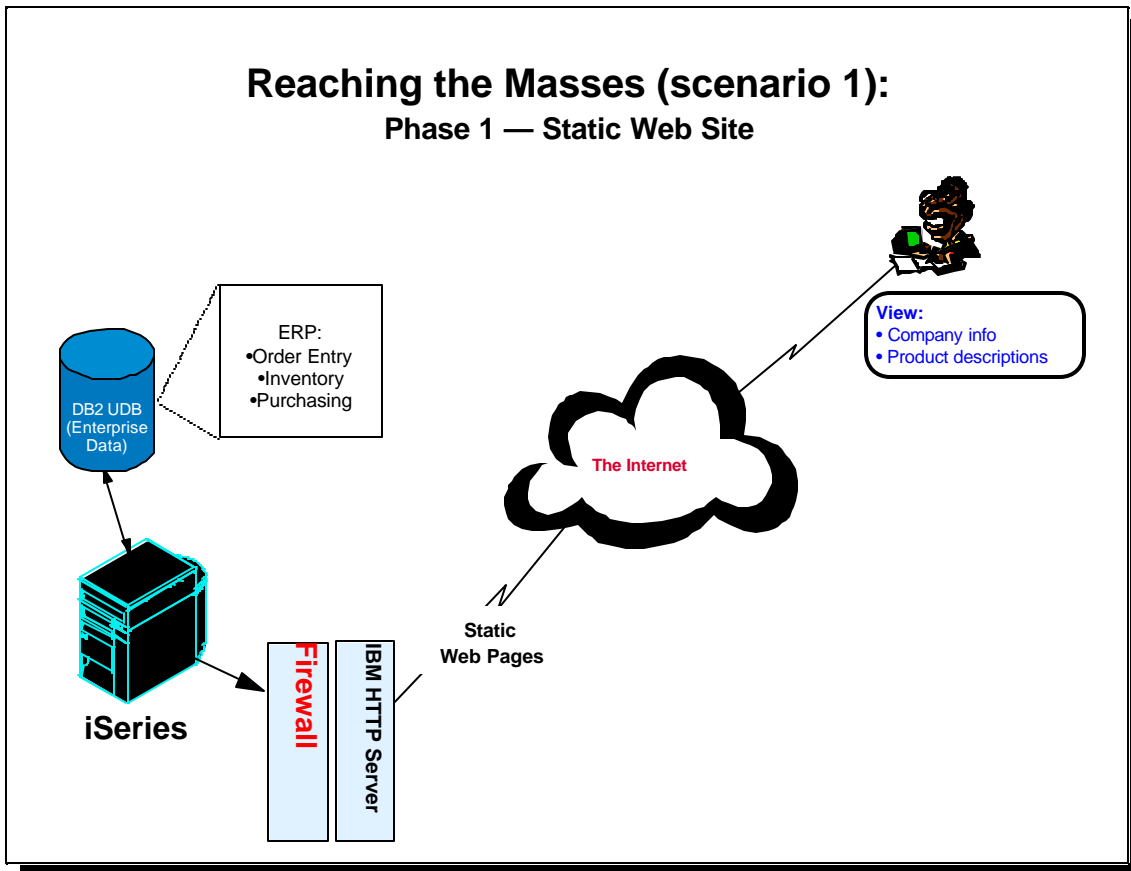 Reaching the Masses (scenario 1):
Phase 1 — Static Web Site
ERP:
•Order Entry
•Inventory
•Purchasing
DB2 UDB
(Enterprise
Data)
View:
• Company info
• Product descriptions
The Internet
Static
Web Pages
Firewall
IBM HTTP Server
iSeries